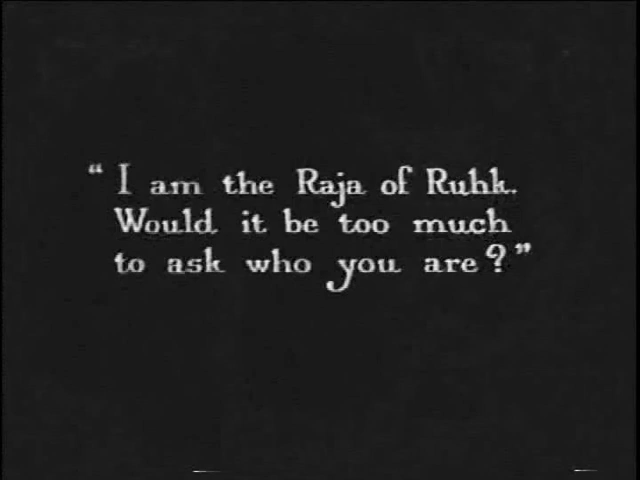 “I am the Raja of Ruhk.
Would it be too much
to ask who you are?”